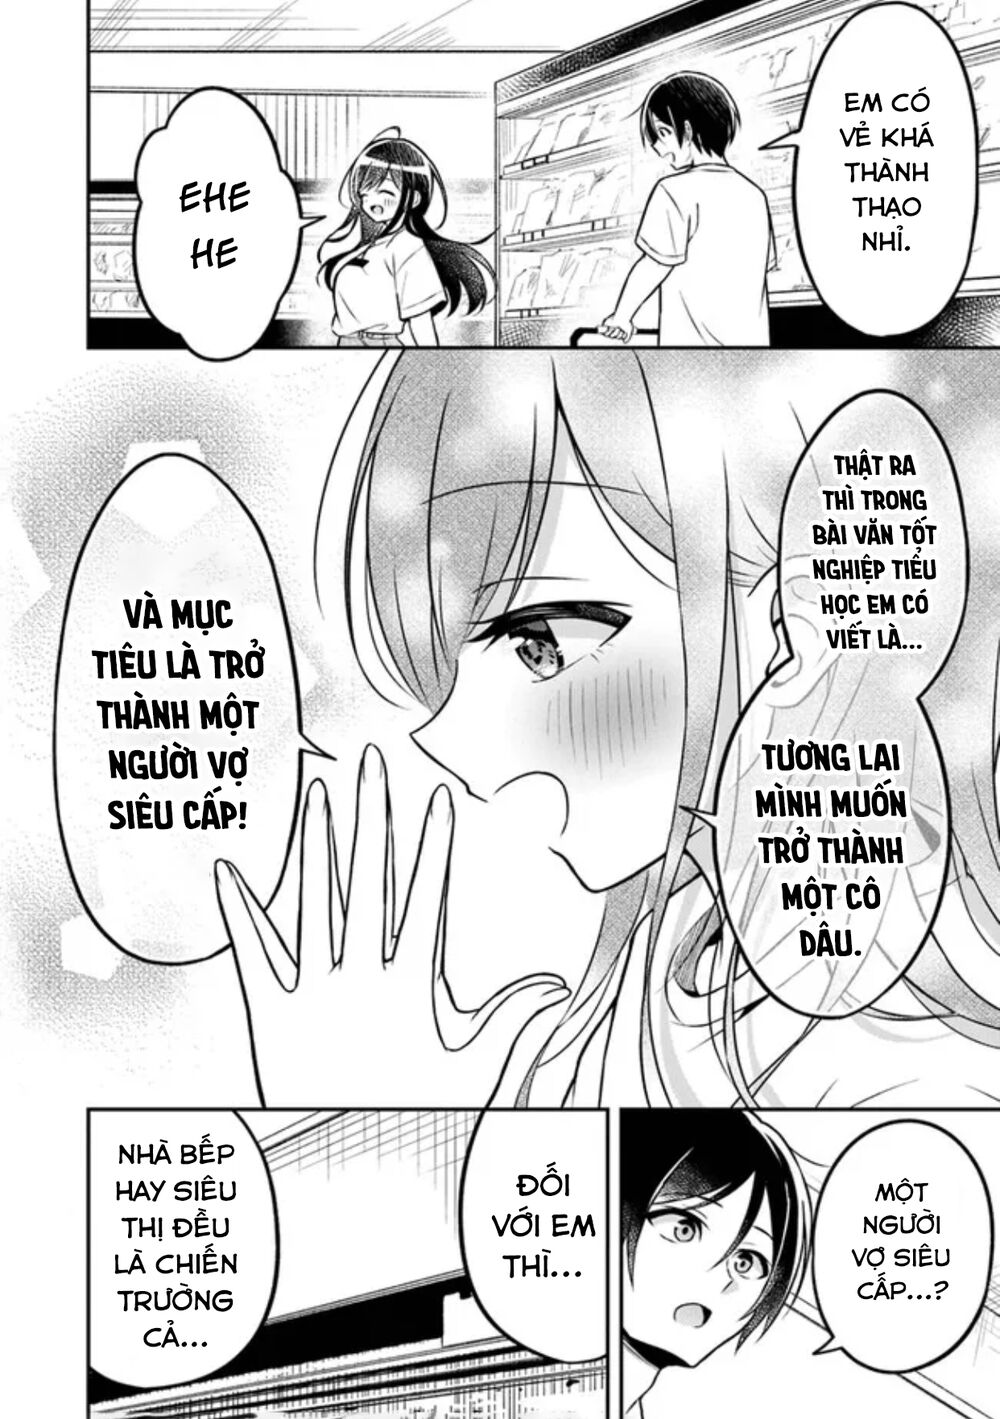 EM CÓ
VẺ KHÁ
THÀNH
THẠO
NHỈ.
EHE
HE
THẬT RA
THÌ TRONG
BÀI VĂN TỐT
NGHIỆP TIỂU
HỌC EM CÓ
VIẾT LÀ...
TƯƠNG LAI
MÌNH MUỐN
TRỞ THÀNH
MỘT CÔ
DÂU.
VÀ MỤC
TIÊU LÀ TRỞ
THÀNH MỘT
NGƯỜI VỢ
SIÊU CẤP!
MỘT
NGƯỜI
VỢ SIÊU
CẤP...?
ĐỐI
VỚI EM
THÌ...
NHÀ BẾP
HAY SIÊU
THỊ ĐỀU
LÀ CHIẾN
TRƯỜNG
CẢ...